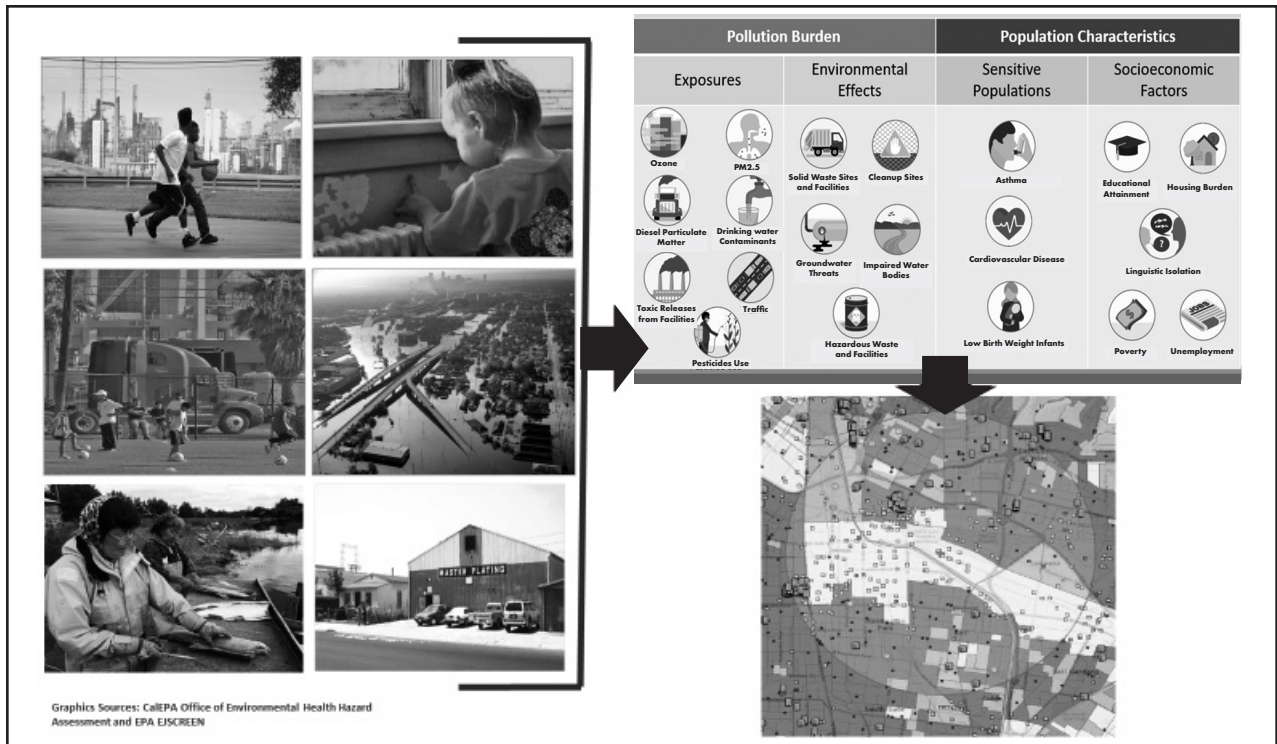 Pollution Burden
Population Characteristics
Exposures
Environmental
Effects
Sensitive
Populations
Socioeconomic
Factors
Ozone
PM2.5
Diesel Particulate
Matter
Drinking water
Contaminants
Toxic Releases
from Facilities
Traffic
Pesticides Use
Solid Waste Sites
and Facilities
Cleanup Sites
Groundwater
Threats
Impaired Water
Bodies
Hazardous Waste
and Facilities
Asthma
Cardiovascular Disease
Low Birth Weight Infants
Educational
Attainment
Housing Burden
Linguistic Isolation
Poverty
JOBS
Unemployment
MASTER PLATING
Graphics Sources: CalEPA Office of Environmental Health Hazard
Assessment and EPA EJSCREEN